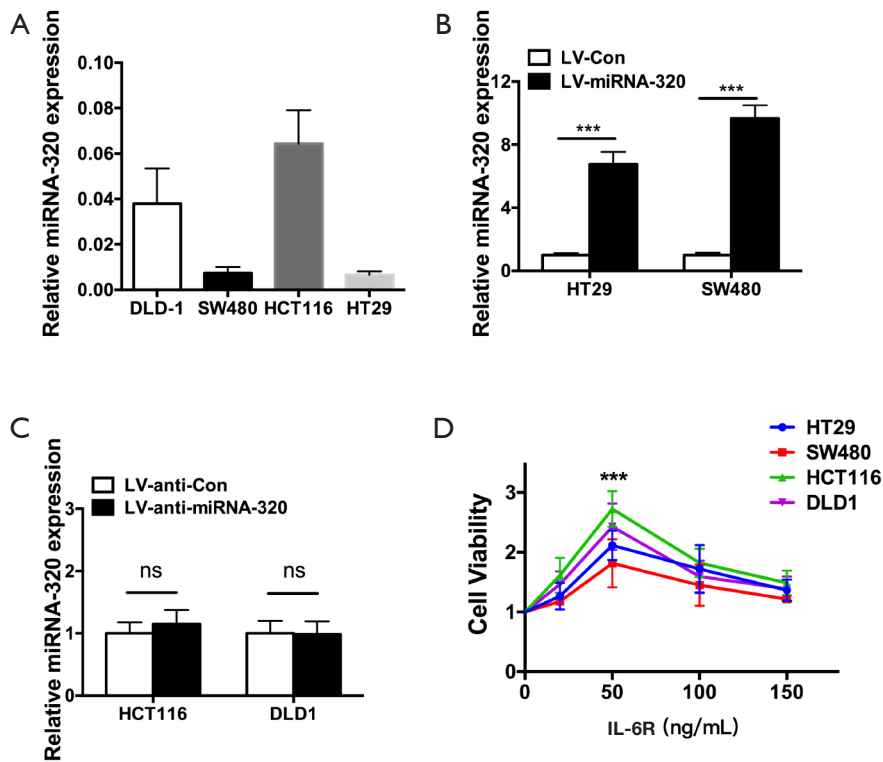 A
Relative miRNA-320 expression
0.10
0.08
0.06
0.04
0.02
0.00
DLD-1 SW480 HCT116 HT29
B
LV-Con
LV-miRNA-320
Relative miRNA-320 expression
12
8
4
0
***
***
HT29 SW480
C
LV-anti-Con
LV-anti-miRNA-320
Relative miRNA-320 expression
3
2
1
0
ns
ns
HCT116 DLD1
D
HT29
SW480
HCT116
DLD1
***
Cell Viability
3
2
1
0
0 50 100 150
IL-6R (ng/mL)